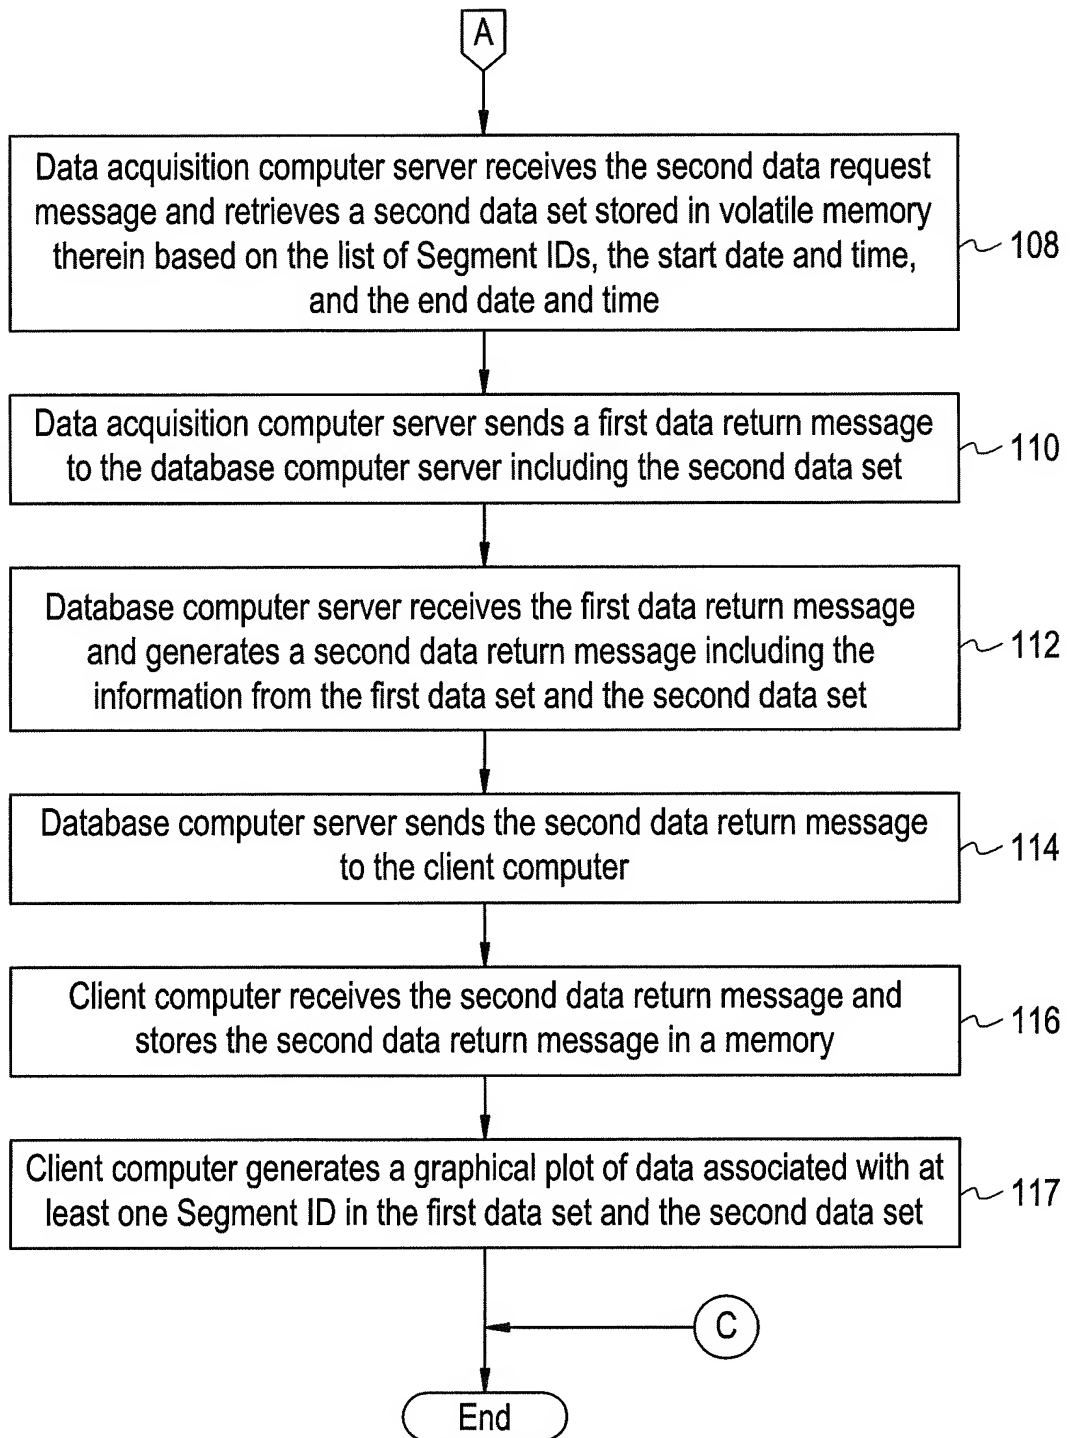 A
Data acquisition computer server receives the second data request
message and retrieves a second data set stored in volatile memory
therein based on the list of Segment IDs, the start date and time,
and the end date and time
108
Data acquisition computer server sends a first data return message
to the database computer server including the second data set
110
Database computer server receives the first data return message
and generates a second data return message including the
information from the first data set and the second data set
112
Database computer server sends the second data return message
to the client computer
114
Client computer receives the second data return message and
stores the second data return message in a memory
116
Client computer generates a graphical plot of data associated with at
least one Segment ID in the first data set and the second data set
117
C
End